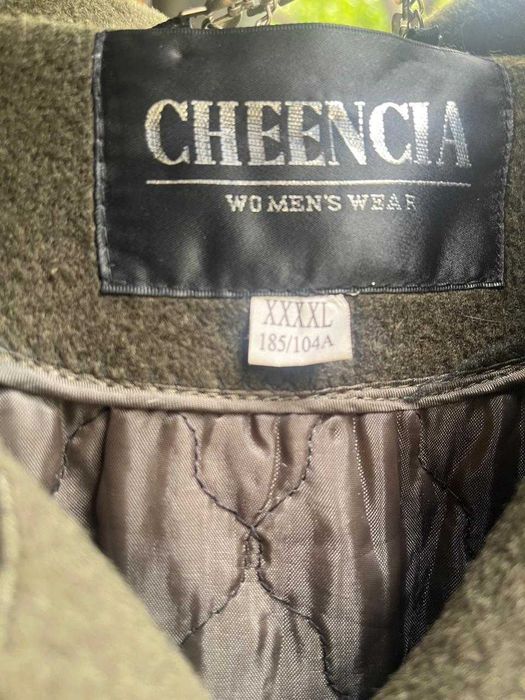 CHEENCIA
WOMEN'S WEAR
XXXXL
185/104A